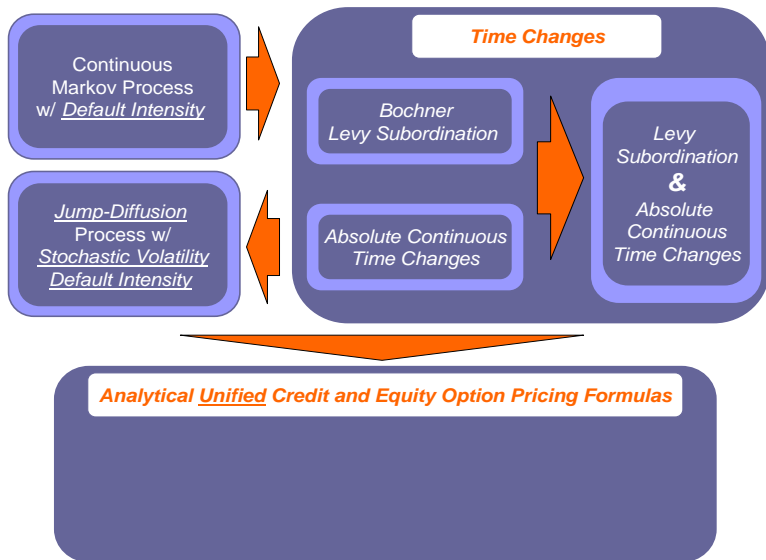 Continuous
Markov Process
w/ Default Intensity
Jump-Diffusion
Process w/
Stochastic Volatility
Default Intensity
Time Changes
Bochner
Levy Subordination
Absolute Continuous
Time Changes
Levy
Subordination
&
Absolute
Continuous
Time Changes
Analytical Unified Credit and Equity Option Pricing Formulas